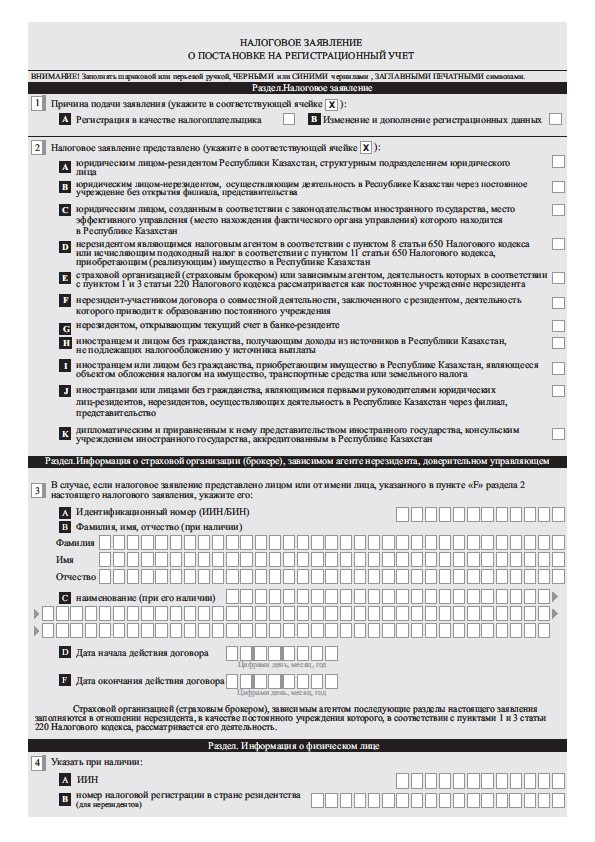 НАЛОГОВОЕ ЗАЯВЛЕНИЕ
О ПОСТАНОВКЕ НА РЕГИСТРАЦИОННЫЙ УЧЕТ
ВНИМАНИЕ! Заполнять шариковой или перьевой ручкой, ЧЕРНЫМИ или СИНИМИ чернилами , ЗАГЛАВНЫМИ ПЕЧАТНЫМИ символами.
Раздел.Налоговое заявление
1 Причина подачи заявления (укажите в соответствующей ячейке X ):
A Регистрация в качестве налогоплательщика B Изменение и дополнение регистрационных данных
2 Налоговое заявление представлено (укажите в соответствующей ячейке X ):
A юридическим лицом-резидентом Республики Казахстан, структурным подразделением юридического
лица
B юридическим лицом-нерезидентом, осуществляющим деятельность в Республике Казахстан через постоянное
учреждение без открытия филиала, представительства
C юридическим лицом, созданным в соответствии с законодательством иностранного государства, место
эффективного управления (место нахождения фактического органа управления) которого находится
в Республике Казахстан
D нерезидентом являющимся налоговым агентом в соответствии с пунктом 8 статьи 650 Налогового кодекса
или исчисляющим подоходный налог в соответствии с пунктом 11 статьи 650 Налогового кодекса,
приобретающим (реализующим) имущество в Республике Казахстан
E страховой организацией (страховым брокером) или зависимым агентом, деятельность которых в соответствии
с пунктом 1 и 3 статьи 220 Налогового кодекса рассматривается как постоянное учреждение нерезидента
F нерезидент-участником договора о совместной деятельности, заключенного с резидентом, деятельность
которого приводит к образованию постоянного учреждения
G нерезидентом, открывающим текущий счет в банке-резиденте
H иностранцем и лицом без гражданства, получающим доходы из источников в Республики Казахстан,
не подлежащих налогообложению у источника выплаты
I иностранцем или лицом без гражданства, приобретающим имущество в Республике Казахстан, являющееся
объектом обложения налогом на имущество, транспортные средства или земельного налога
J иностранцами или лицами без гражданства, являющимися первыми руководителями юридических
лиц-резидентов, нерезидентов, осуществляющих деятельность в Республике Казахстан через филиал,
представительство
K дипломатическим и приравненным к нему представительством иностранного государства, консульским
учреждением иностранного государства, аккредитованным в Республике Казахстан
Раздел.Информация о страховой организации (брокере), зависимом агенте нерезидента, доверительном управляющем
3 В случае, если налоговое заявление представлено лицом или от имени лица, указанного в пункте «F» раздела 2
настоящего налогового заявления, укажите его:
A Идентификационный номер (ИИН/БИН)
B Фамилия, имя, отчество (при наличии)
Фамилия
Имя
Отчество
C наименование (при его наличии)
D Дата начала действия договора
Цифрами день, месяц, год
F Дата окончания действия договора
Цифрами день, месяц, год
Страховой организацией (страховым брокером), зависимым агентом последующие разделы настоящего заявления
заполняются в отношении нерезидента, в качестве постоянного учреждения которого, в соответствии с пунктами 1 и 3 статьи
220 Налогового кодекса, рассматривается его деятельность.
Раздел. Информация о физическом лице
4 Указать при наличии:
A ИИН
B номер налоговой регистрации в стране резидентства
(для нерезидентов)